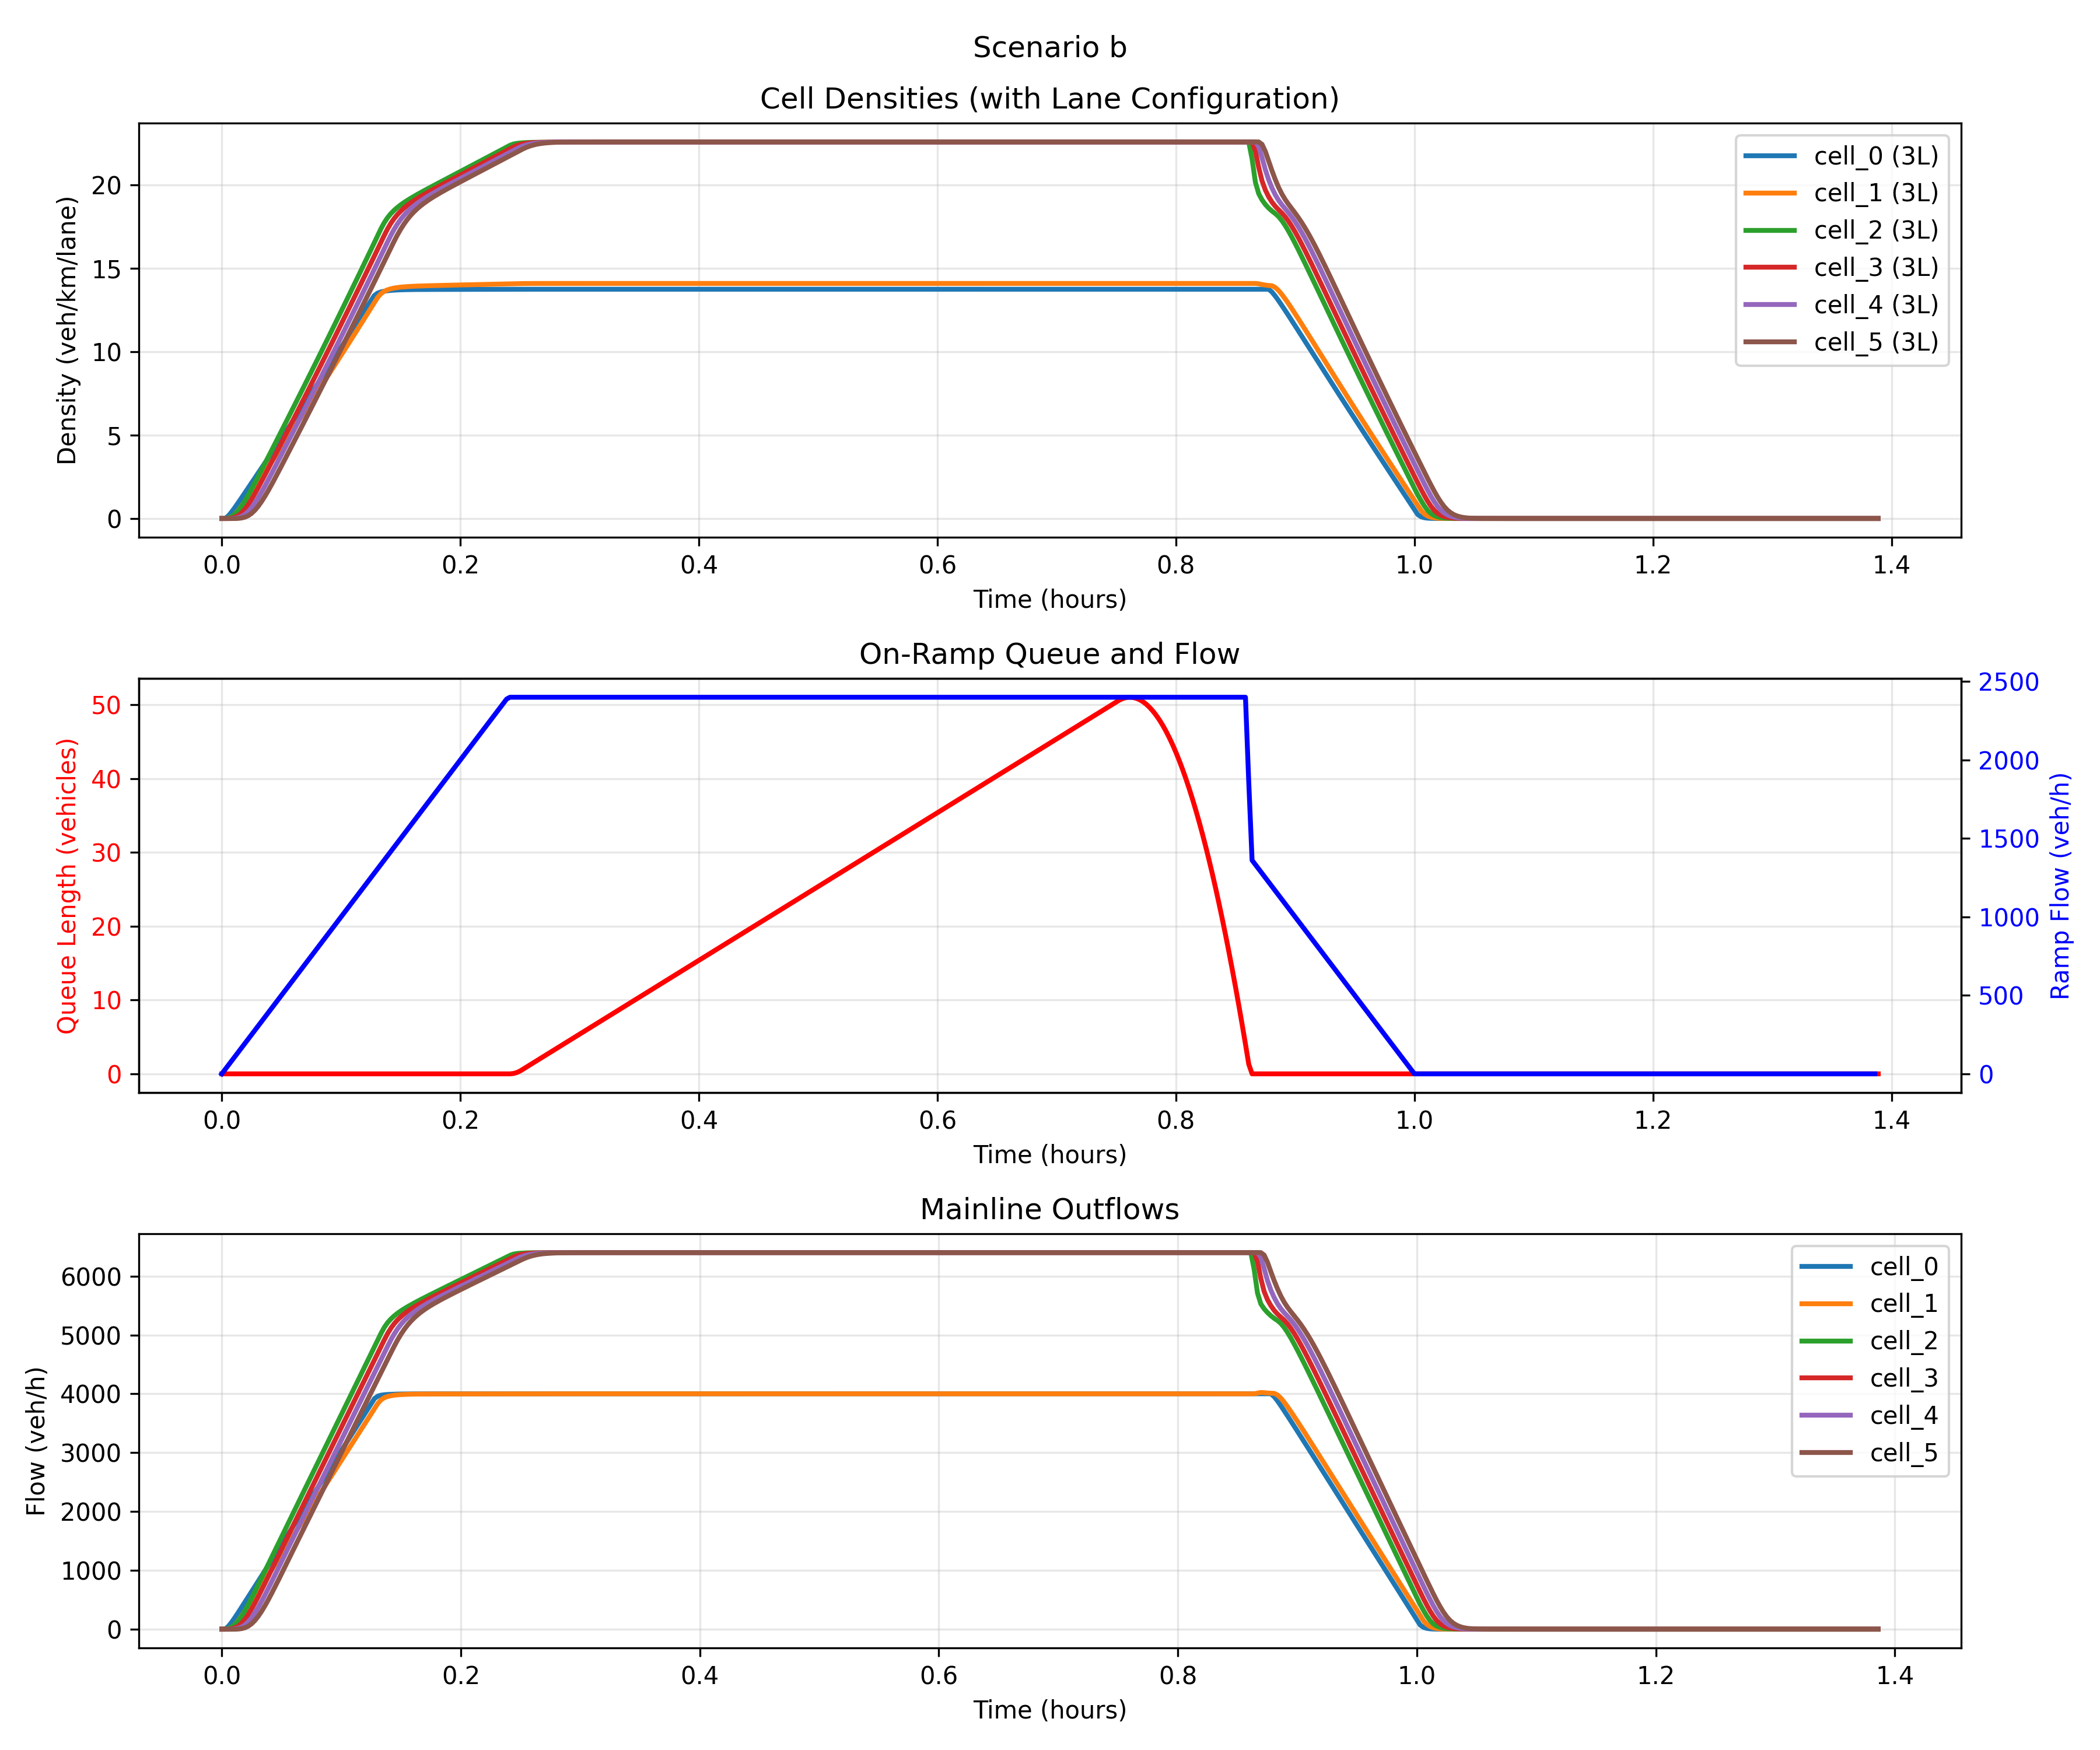 Scenario b
Cell Densities (with Lane Configuration)
Density (veh/km/lane)
20
15
10
5
0
cell_0 (3L)
cell_1 (3L)
cell_2 (3L)
cell_3 (3L)
cell_4 (3L)
cell_5 (3L)
0.0 0.2 0.4 0.6 0.8 1.0 1.2 1.4
Time (hours)
On-Ramp Queue and Flow
Queue Length (vehicles)
50
40
30
20
10
0
2500
2000
1500
1000
500
0
Ramp Flow (veh/h)
0.0 0.2 0.4 0.6 0.8 1.0 1.2 1.4
Time (hours)
Mainline Outflows
Flow (veh/h)
6000
5000
4000
3000
2000
1000
0
cell_0
cell_1
cell_2
cell_3
cell_4
cell_5
0.0 0.2 0.4 0.6 0.8 1.0 1.2 1.4
Time (hours)